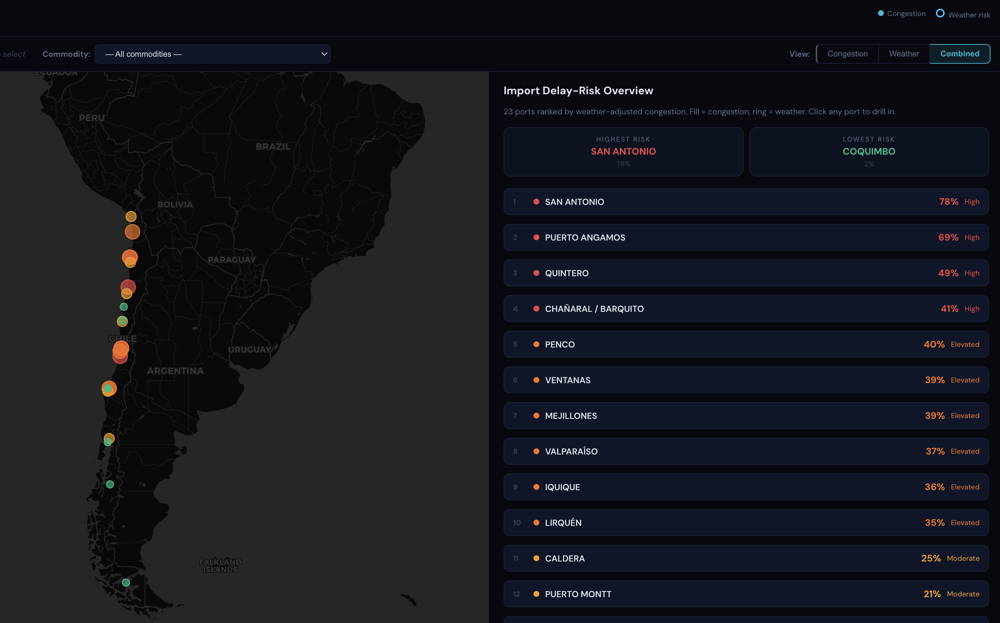 Congestion
Weather risk
select
Commodity:
— All commodities —
View:
Congestion
Weather
Combined
ECUADOR
PERU
BRAZIL
BOLIVIA
PARAGUAY
CHILE
URUGUAY
ARGENTINA
FALKLAND
ISLANDS
Import Delay-Risk Overview
23 ports ranked by weather-adjusted congestion. Fill = congestion, ring = weather. Click any port to drill in.
HIGHEST RISK
SAN ANTONIO
78%
LOWEST RISK
COQUIMBO
2%
1 SAN ANTONIO 78% High
2 PUERTO ANGAMOS 69% High
3 QUINTERO 49% High
4 CHAÑARAL / BARQUITO 41% High
5 PENCO 40% Elevated
6 VENTANAS 39% Elevated
7 MEJILLONES 39% Elevated
8 VALPARAÍSO 37% Elevated
9 IQUIQUE 36% Elevated
10 LIRQUÉN 35% Elevated
11 CALDERA 25% Moderate
12 PUERTO MONTT 21% Moderate